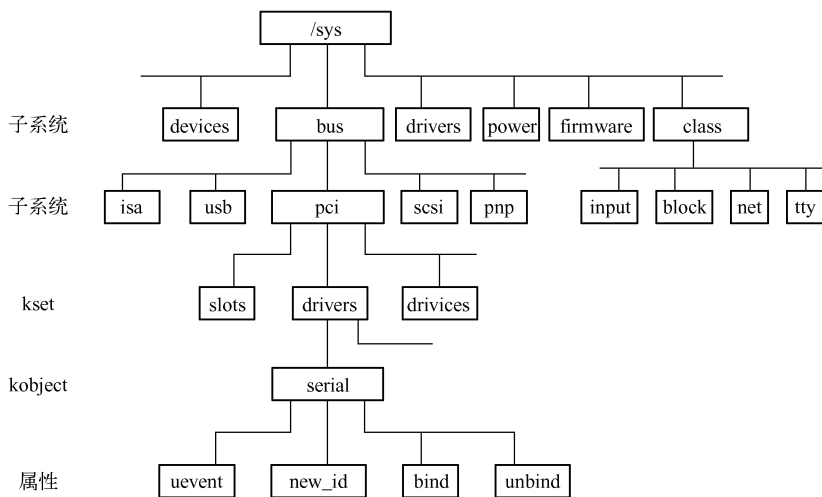 /sys
子系统 devices bus drivers power firmware class
子系统 isa usb pci scsi pnp input block net tty
kset slots drivers drivices
kobject serial
属性 uevent new_id bind unbind